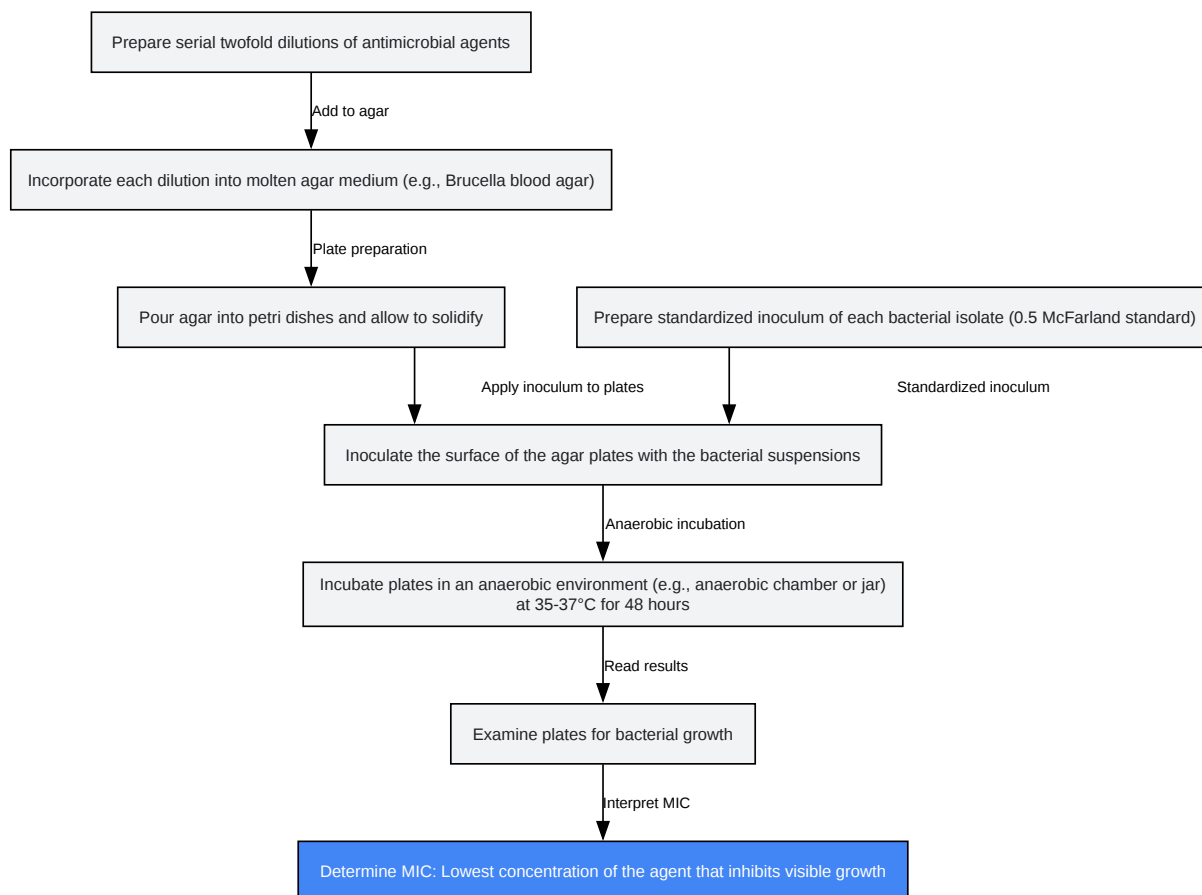 Prepare serial twofold dilutions of antimicrobial agents
Add to agar
Incorporate each dilution into molten agar medium (e.g., Brucella blood agar)
Plate preparation
Pour agar into petri dishes and allow to solidify
Prepare standardized inoculum of each bacterial isolate (0.5 McFarland standard)
Apply inoculum to plates
Standardized inoculum
Inoculate the surface of the agar plates with the bacterial suspensions
Anaerobic incubation
Incubate plates in an anaerobic environment (e.g., anaerobic chamber or jar)
at 35-37°C for 48 hours
Read results
Examine plates for bacterial growth
Interpret MIC
Determine MIC: Lowest concentration of the agent that inhibits visible growth